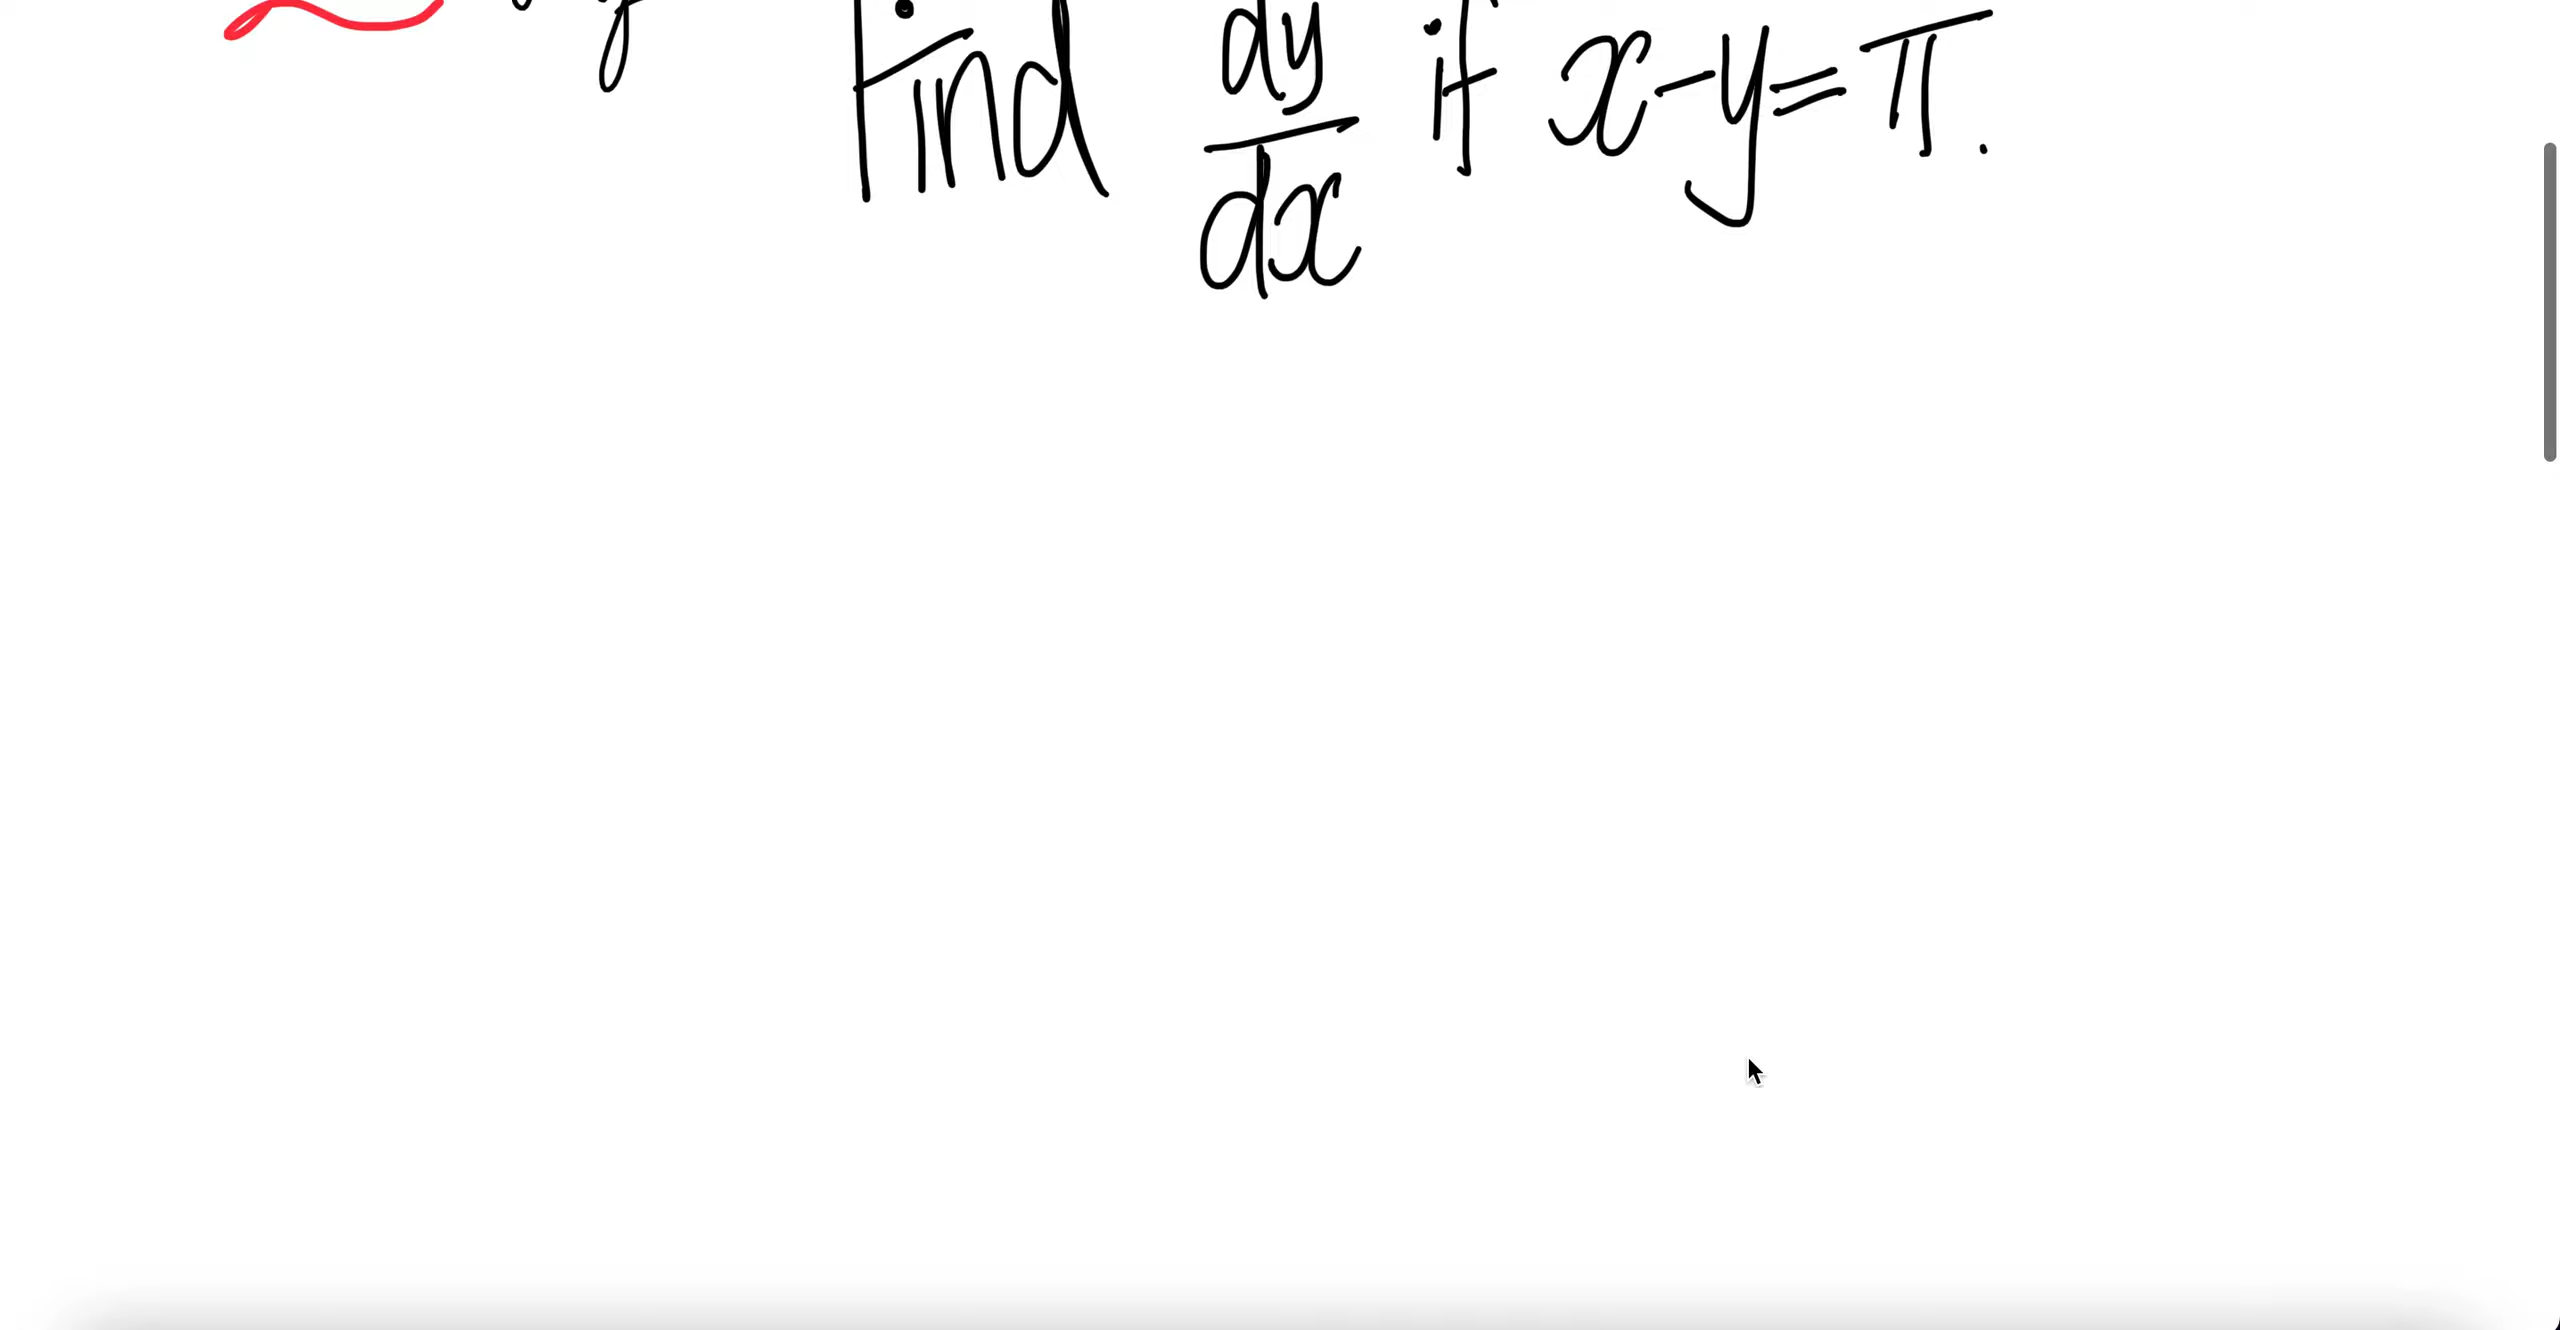 Find dy/dx if x-y=π.